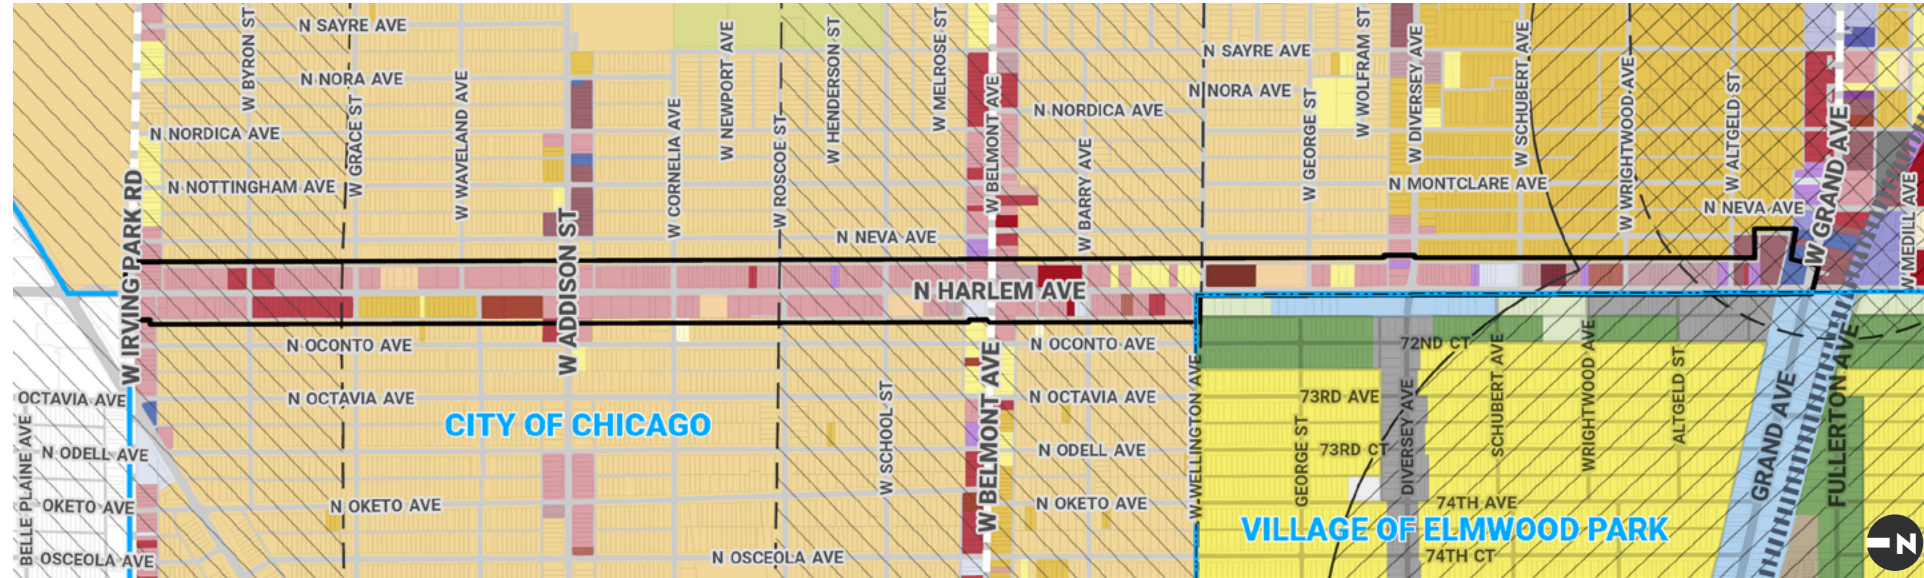 N SAYRE AVE
N NORA AVE
N NORDICA AVE
N NOTTINGHAM AVE
W BYRON ST
W GRACE ST
W WAVELAND AVE
W IRVING PARK RD
W ADDISON ST
W CORNELIA AVE
W NEWPORT AVE
W ROSCOE ST
W HENDERSON ST
W MELROSE ST
N NEVA AVE
W BELMONT AVE
N NORDICA AVE
W BARRY AVE
N SAYRE AVE
N NORA AVE
W GEORGE ST
W WOLFRAM ST
W DIVERSEY AVE
N MONTCLARE AVE
W SCHUBERT AVE
W WRIGHTWOOD AVE
W ALTGELD ST
N NEVA AVE
W GRAND AVE
W MEDILL AVE
N HARLEM AVE
N OCONTO AVE
N OCTAVIA AVE
CITY OF CHICAGO
N OKETO AVE
N OSCEOLA AVE
OCTAVIA AVE
N ODELL AVE
OKETO AVE
OSCEOLA AVE
BELLE PLAINE AVE
W SCHOOL ST
W BELMONT AVE
N OCONTO AVE
N OCTAVIA AVE
N ODELL AVE
N OKETO AVE
W WELLINGTON AVE
72ND CT
73RD AVE
73RD CT
74TH AVE
VILLAGE OF ELMWOOD PARK
74TH CT
GEORGE ST
DIVERSEY AVE
SCHUBERT AVE
WRIGHTWOOD AVE
ALTGELD ST
GRAND AVE
FULLERTON AVE
N